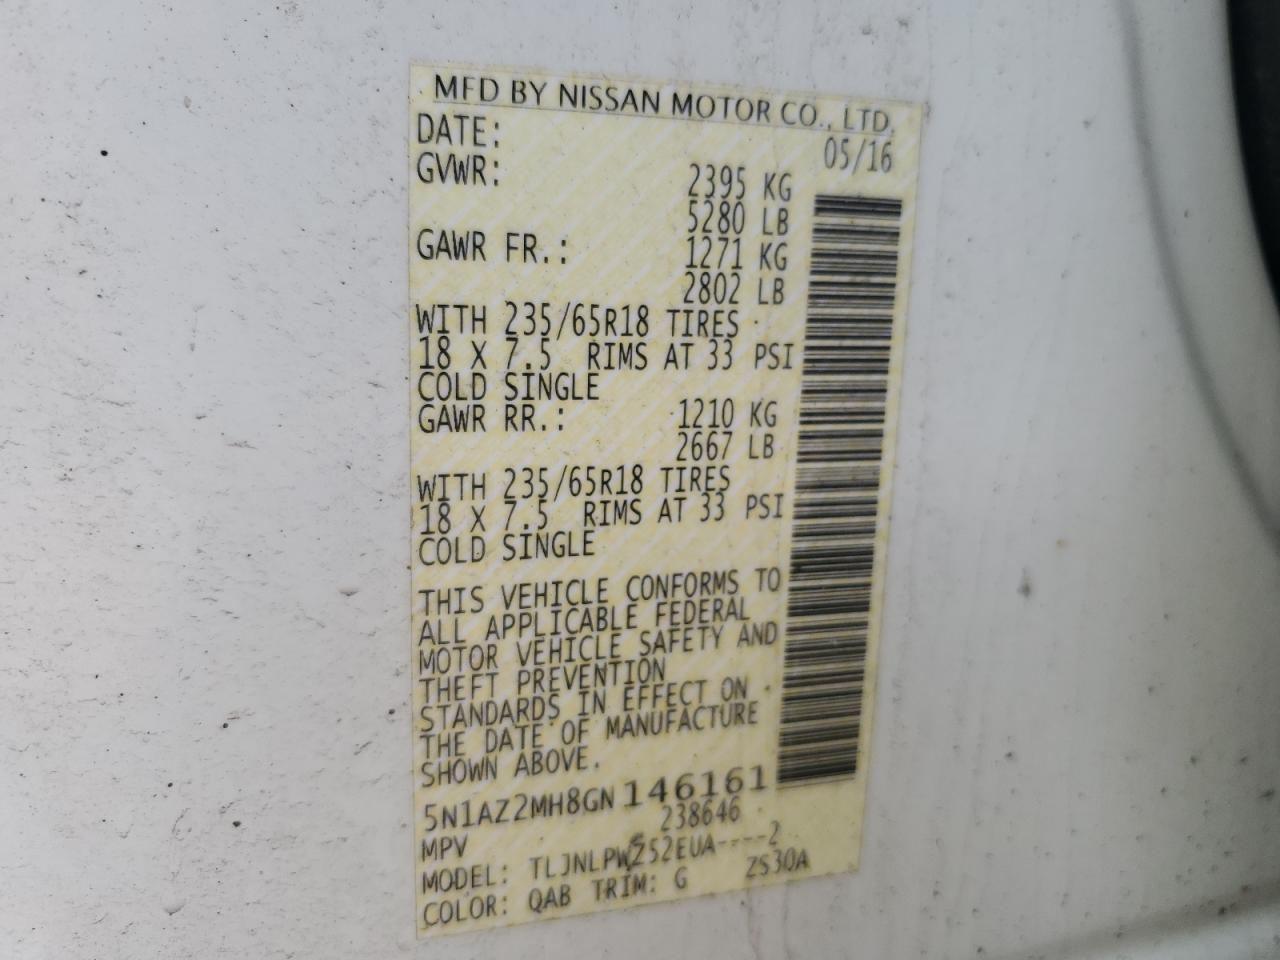 MFD BY NISSAN MOTOR CO., LTD.
DATE: 05/16
GVWR: 2395 KG
5280 LB
GAWR FR.: 1271 KG
2802 LB
WITH 235/65R18 TIRES
18 X 7.5 RIMS AT 33 PSI
COLD SINGLE
GAWR RR.: 1210 KG
2667 LB
WITH 235/65R18 TIRES
18 X 7.5 RIMS AT 33 PSI
COLD SINGLE
THIS VEHICLE CONFORMS TO
ALL APPLICABLE FEDERAL
MOTOR VEHICLE SAFETY AND
THEFT PREVENTION
STANDARDS IN EFFECT ON
THE DATE OF MANUFACTURE
SHOWN ABOVE.
5N1AZ2MH8GN146161
MPV 238646
MODEL: TLJNLPWZ52EUA----2
COLOR: QAB TRIM: G ZS30A